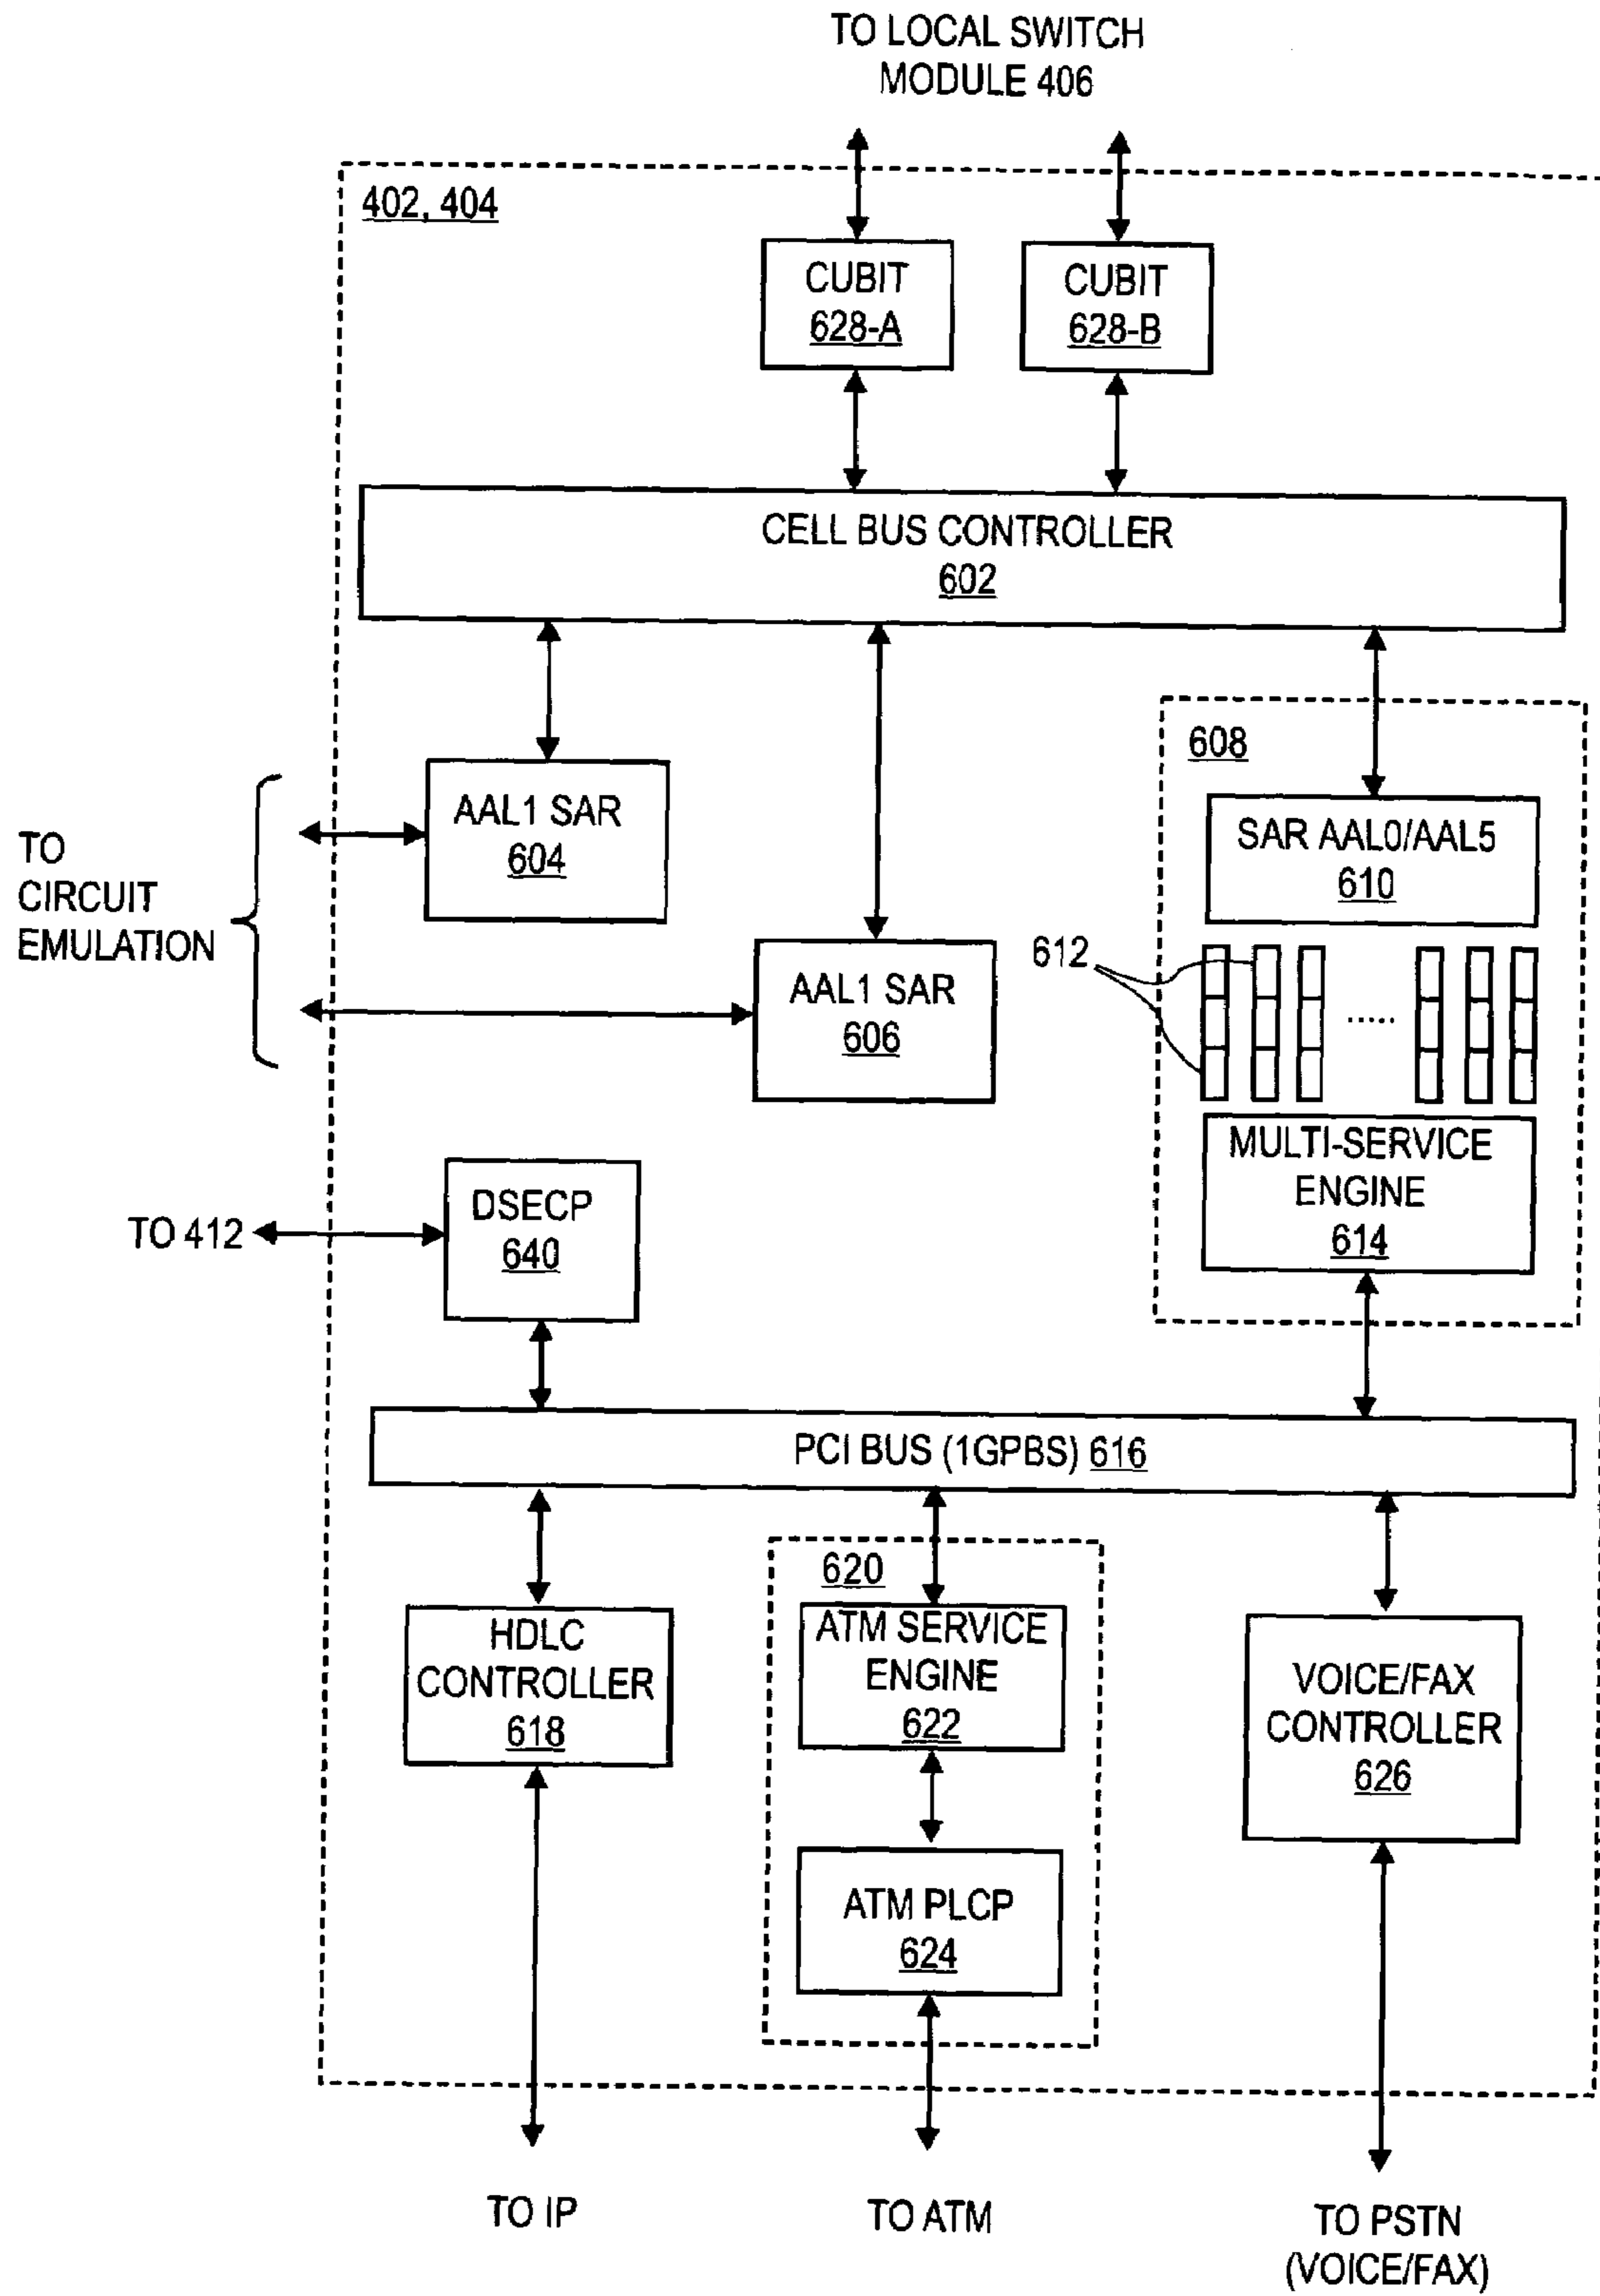 TO LOCAL SWITCH
MODULE 406
402, 404
CUBIT
628-A
CUBIT
628-B
CELL BUS CONTROLLER
602
608
AAL1 SAR
604
SAR AAL0/AAL5
610
TO
CIRCUIT
EMULATION
612
.....
AAL1 SAR
606
MULTI-SERVICE
ENGINE
614
DSECP
640
TO 412
PCI BUS (1GPBS) 616
620
HDLC
CONTROLLER
618
ATM SERVICE
ENGINE
622
VOICE/FAX
CONTROLLER
626
ATM PLCP
624
TO IP
TO ATM
TO PSTN
(VOICE/FAX)